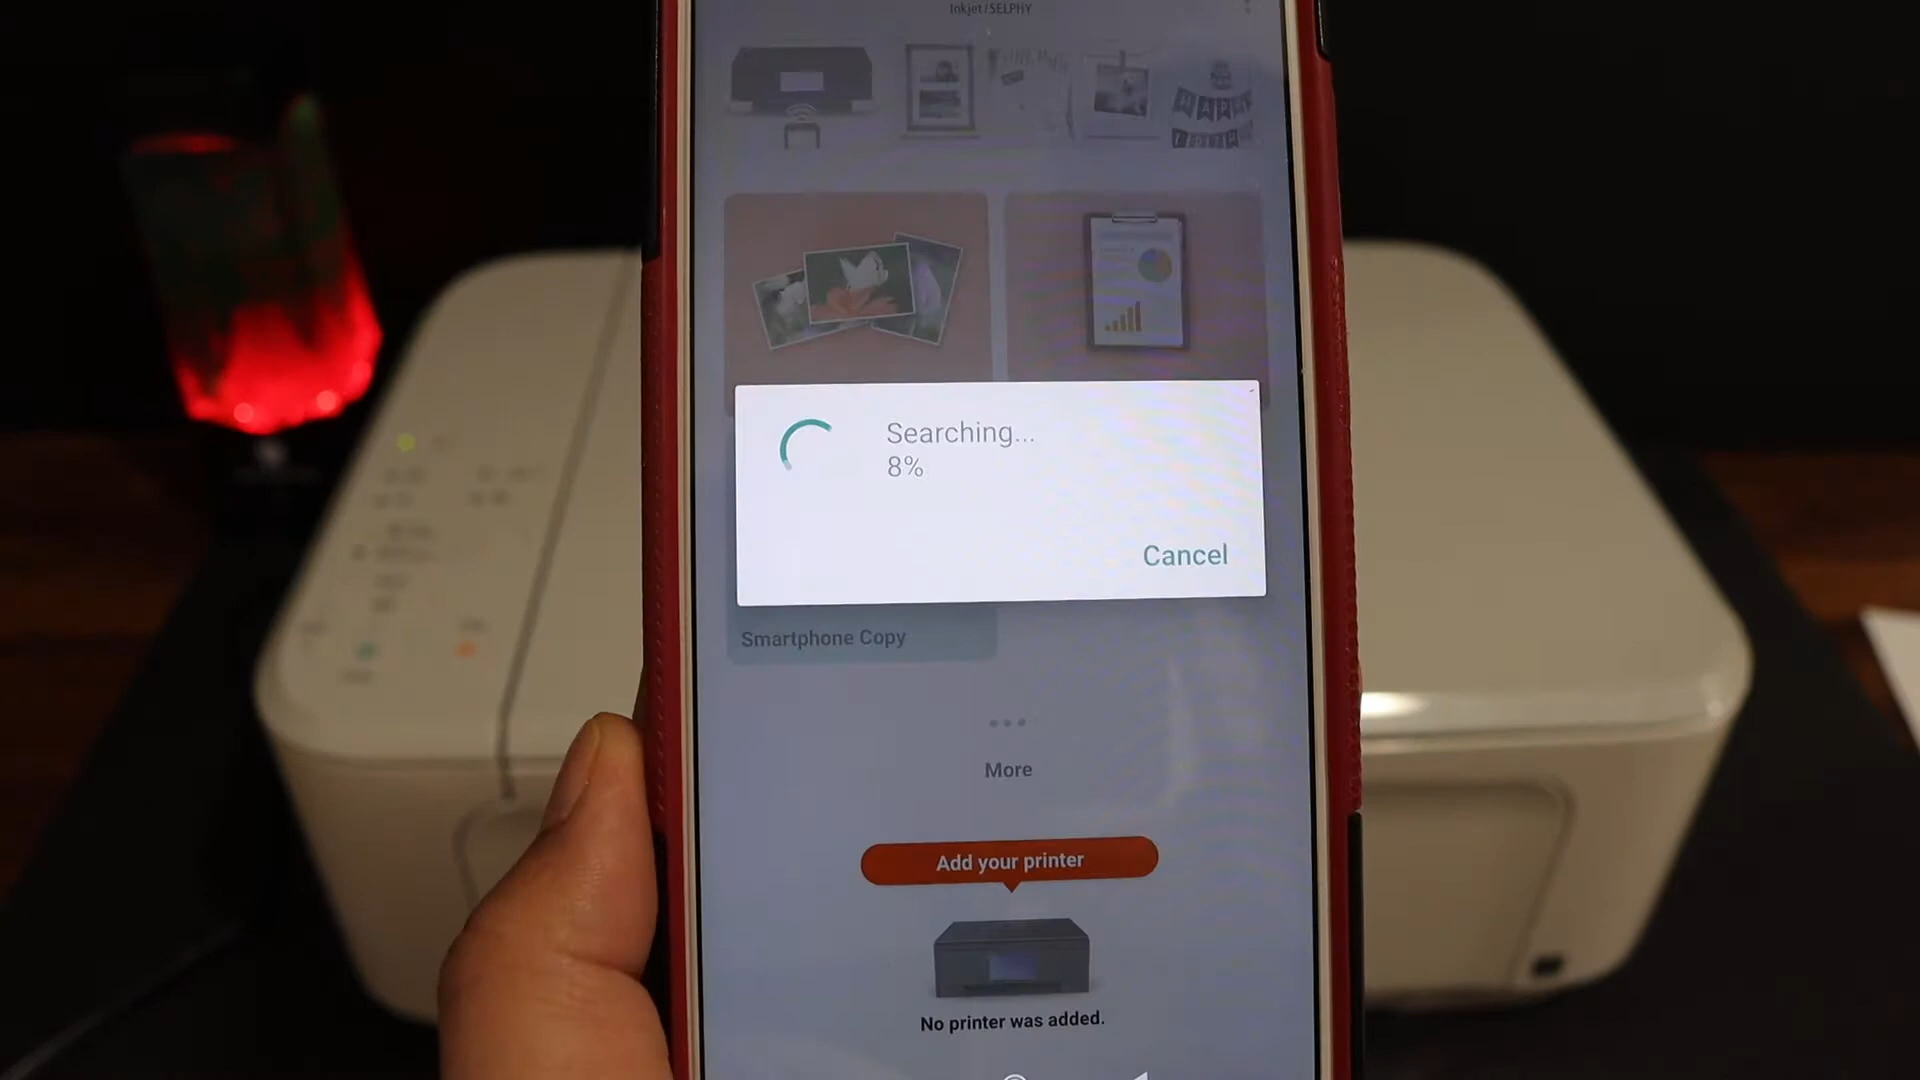 Inkjet/SELPHY
Searching...
8%
Cancel
Smartphone Copy
More
Add your printer
No printer was added.